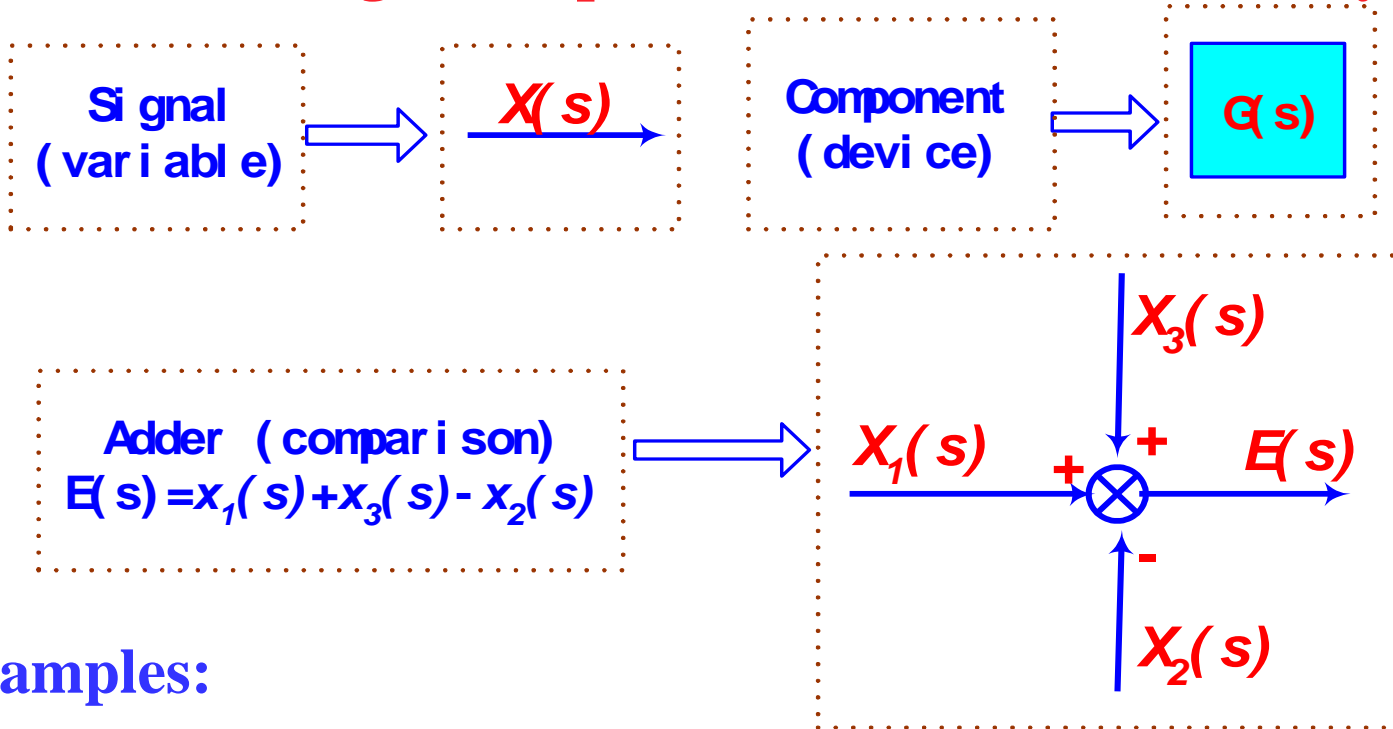 Signal
(variable)
X(s)
Component
(device)
G(s)
Adder (comparison)
E(s)=x₁(s)+x₃(s)-x₂(s)
X₃(s)
+
X₁(s)
+
E(s)
-
X₂(s)
amples: